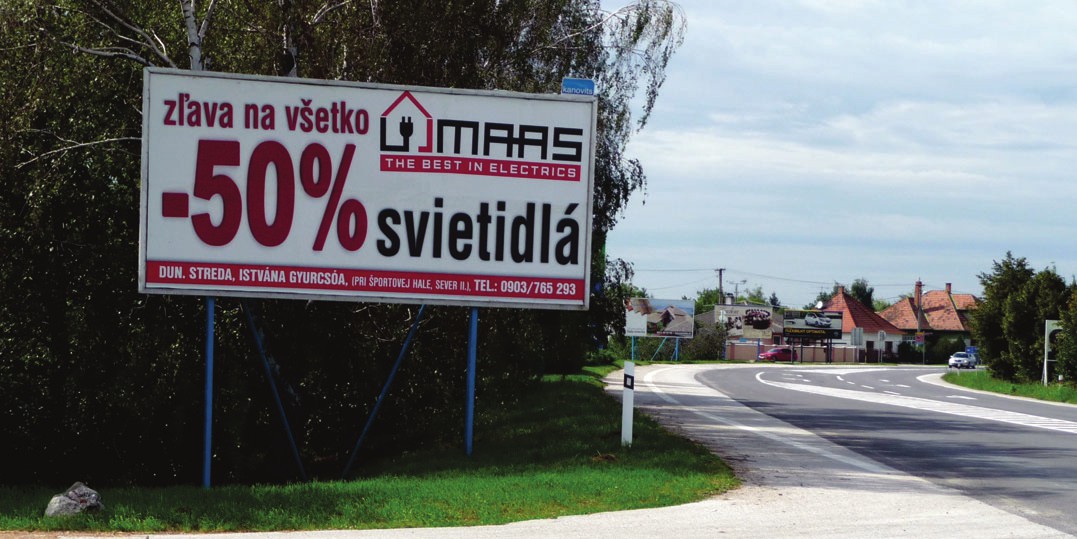 kanovits
zľava na všetko
MAAS
THE BEST IN ELECTRICS
-50% svietidlá
DUN. STREDA, ISTVÁNA GYURCSÓA, (PRI ŠPORTOVEJ HALE, SEVER II.), TEL.: 0903/765 293